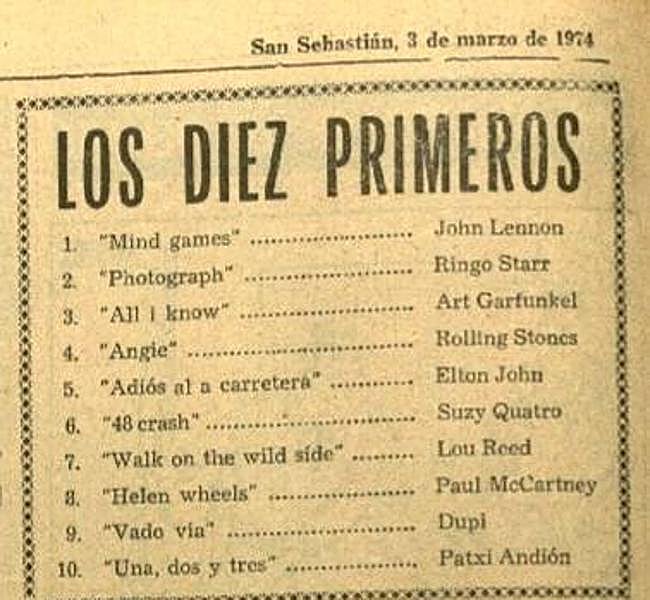 San Sebastián, 3 de marzo de 1974
LOS DIEZ PRIMEROS
1. "Mind games" .................... John Lennon
2. "Photograph" .................... Ringo Starr
3. "All i know" .................... Art Garfunkel
4. "Angie" .................... Rolling Stones
5. "Adiós al a carretera" .......... Elton John
6. "48 crash" .................... Suzy Quatro
7. "Walk on the wild síde" ........ Lou Reed
8. "Helen wheels" .................... Paul McCartney
9. "Vado via" .................... Dupi
10. "Una, dos y tres" ................ Patxi Andión